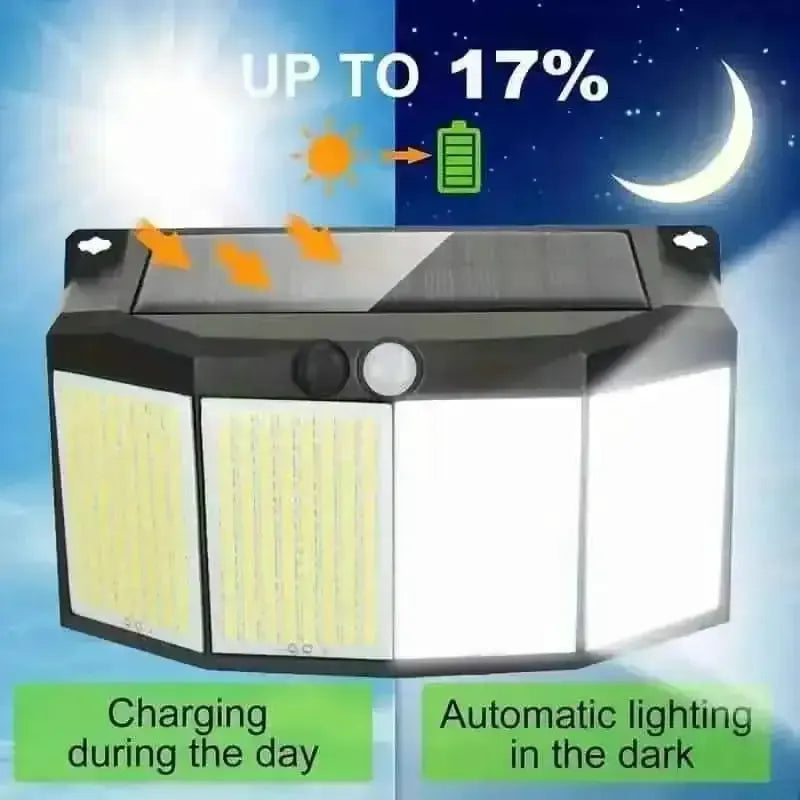 UP TO 17%
Charging
during the day
Automatic lighting
in the dark